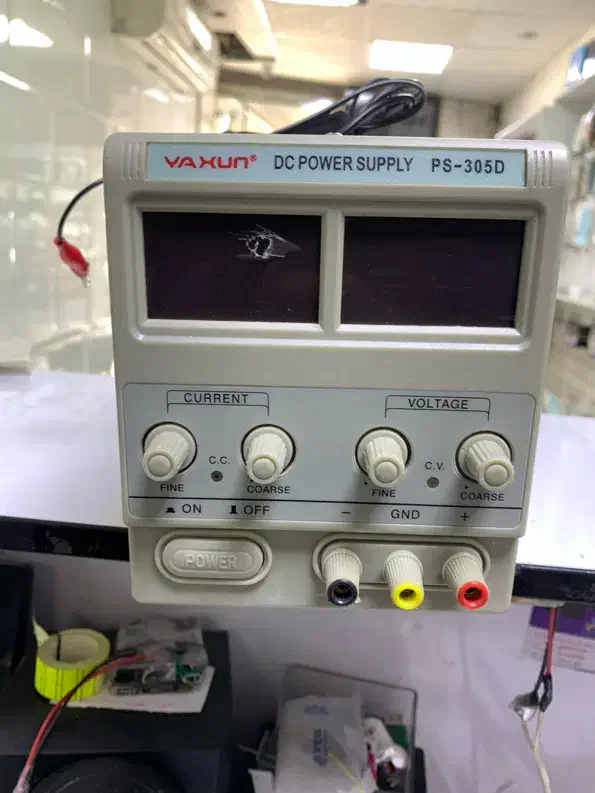 YAXUN® DC POWER SUPPLY PS-305D
CURRENT VOLTAGE
C.C. C.V.
FINE COARSE FINE COARSE
ON OFF − GND +
POWER